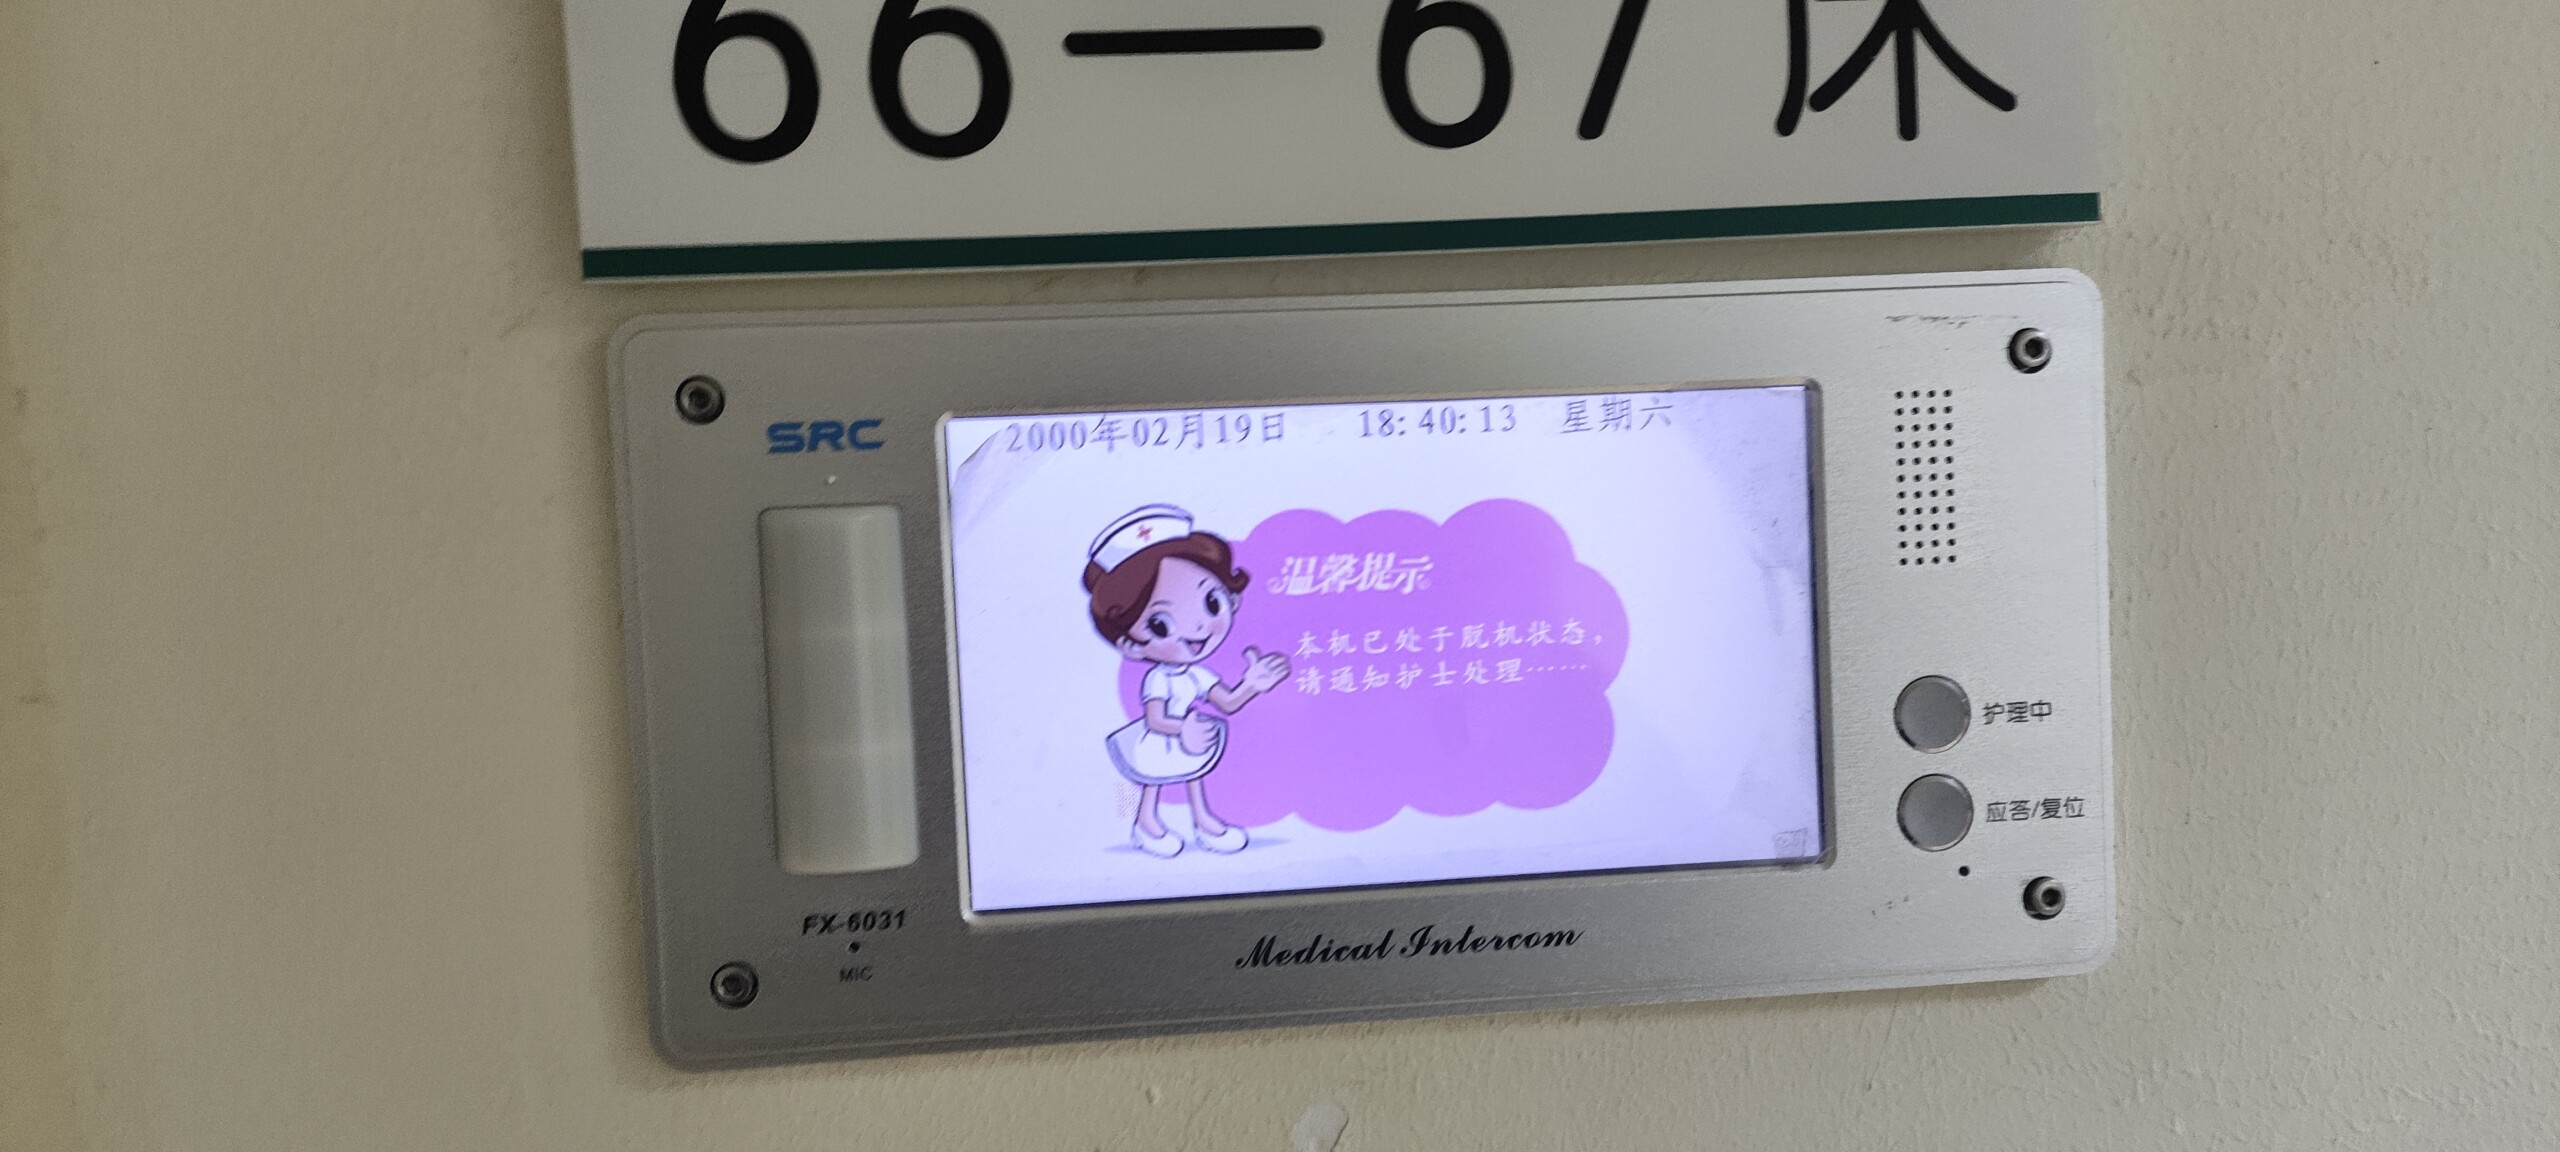 66—67床
SRC
2000年02月19日 18:40:13 星期六
温馨提示
本机已处于脱机状态，
请通知护士处理……
护理中
应答/复位
FX-6031
MIC
Medical Intercom